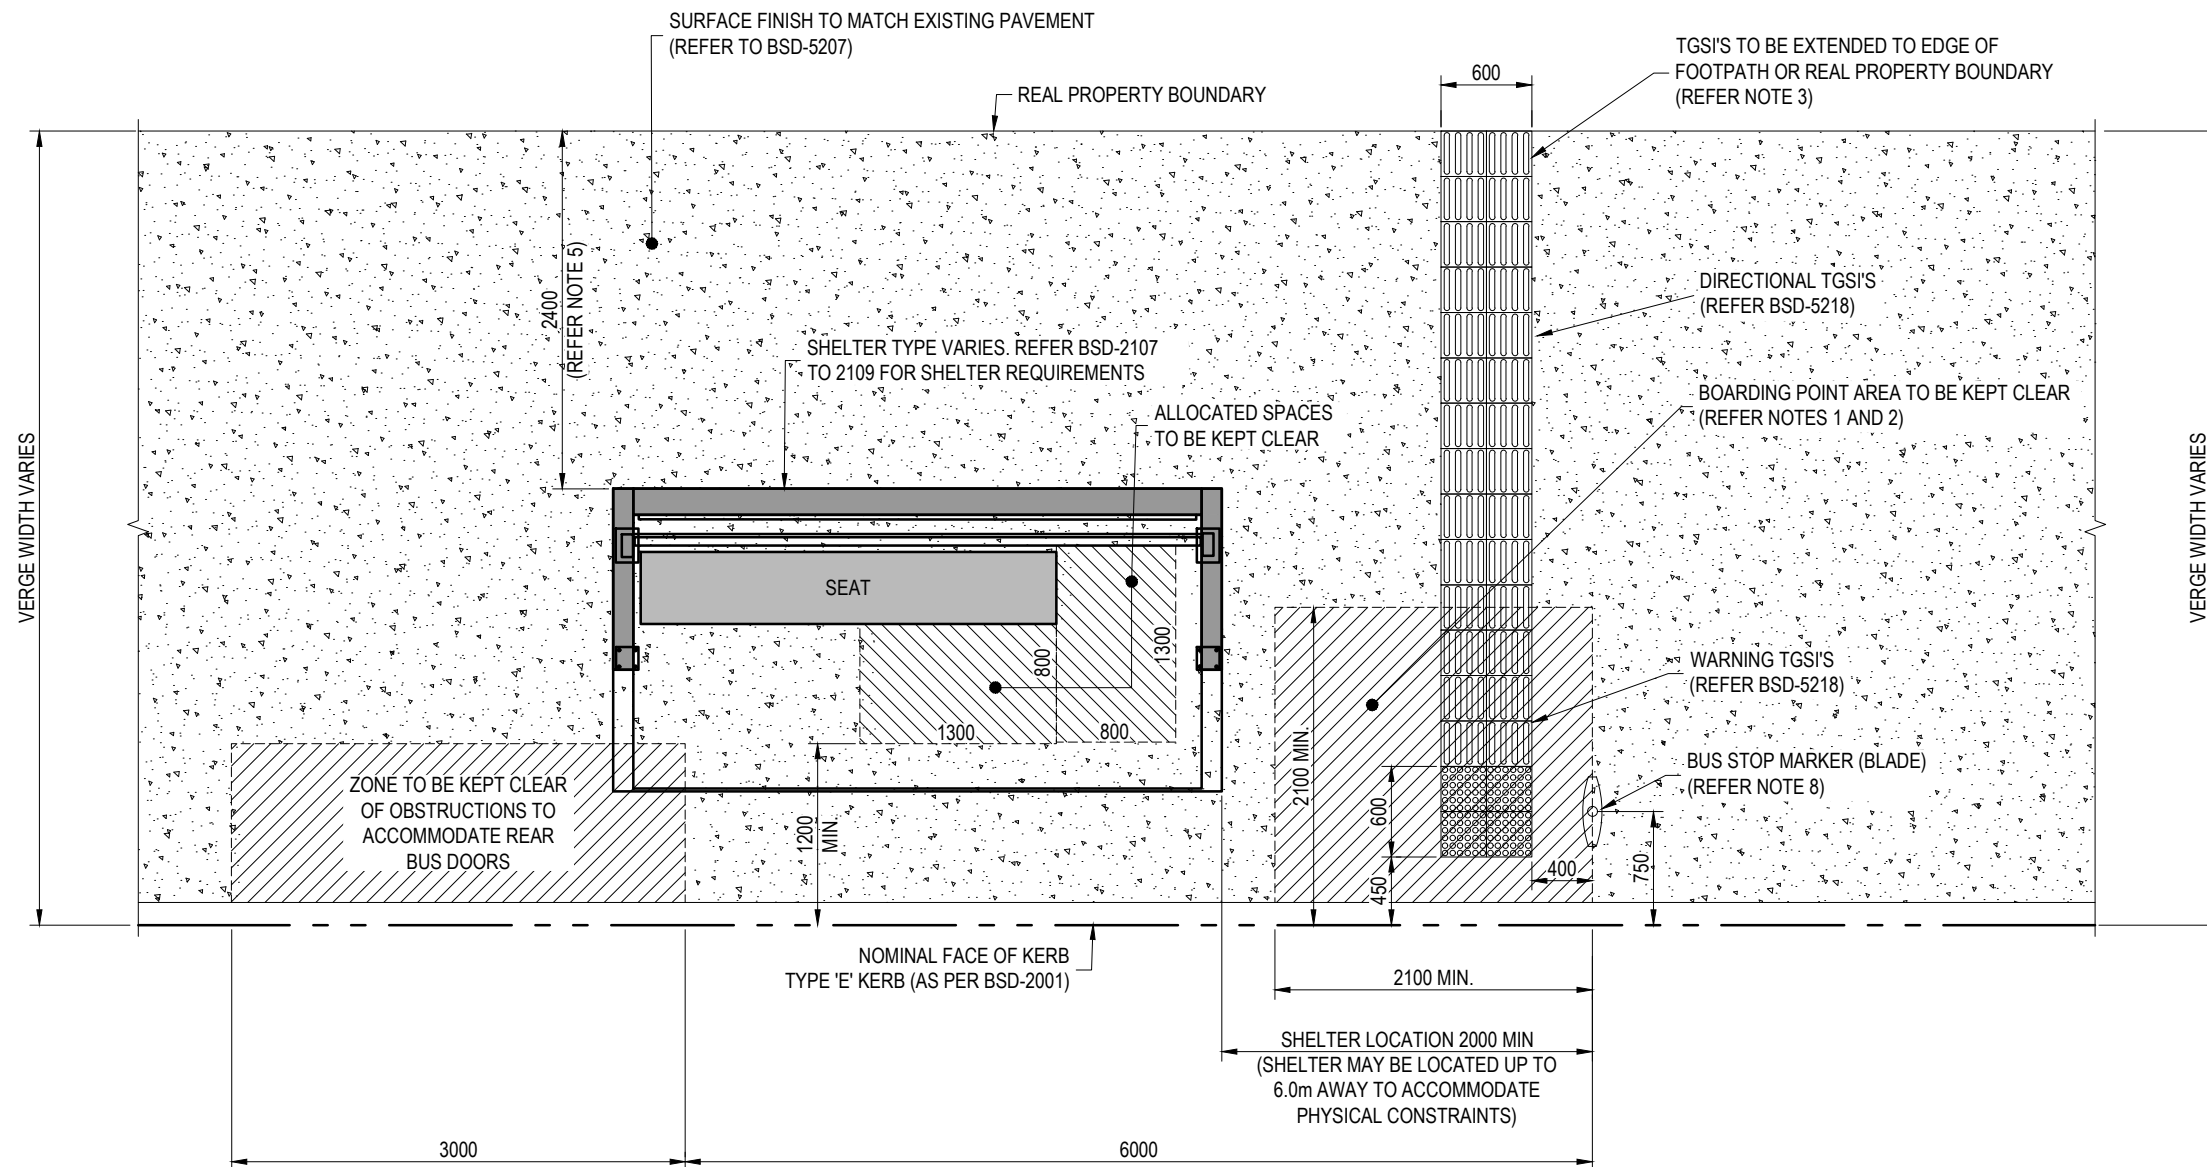 SURFACE FINISH TO MATCH EXISTING PAVEMENT
(REFER TO BSD-5207)
REAL PROPERTY BOUNDARY
600
TGSI'S TO BE EXTENDED TO EDGE OF
FOOTPATH OR REAL PROPERTY BOUNDARY
(REFER NOTE 3)
2400
(REFER NOTE 5)
DIRECTIONAL TGSI'S
(REFER BSD-5218)
SHELTER TYPE VARIES. REFER BSD-2107
TO 2109 FOR SHELTER REQUIREMENTS
BOARDING POINT AREA TO BE KEPT CLEAR
(REFER NOTES 1 AND 2)
ALLOCATED SPACES
TO BE KEPT CLEAR
VERGE WIDTH VARIES
VERGE WIDTH VARIES
SEAT
800
1300
1300
800
WARNING TGSI'S
(REFER BSD-5218)
BUS STOP MARKER (BLADE)
(REFER NOTE 8)
ZONE TO BE KEPT CLEAR
OF OBSTRUCTIONS TO
ACCOMMODATE REAR
BUS DOORS
1200
MIN.
2100 MIN.
600
450
400
750
NOMINAL FACE OF KERB
TYPE 'E' KERB (AS PER BSD-2001)
2100 MIN.
SHELTER LOCATION 2000 MIN
(SHELTER MAY BE LOCATED UP TO
6.0m AWAY TO ACCOMMODATE
PHYSICAL CONSTRAINTS)
3000
6000